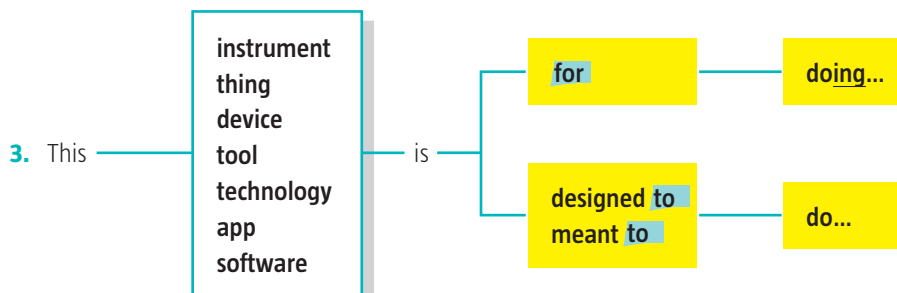 3. This
instrument
thing
device
tool
technology
app
software
is
for
doing...
designed to
meant to
do...